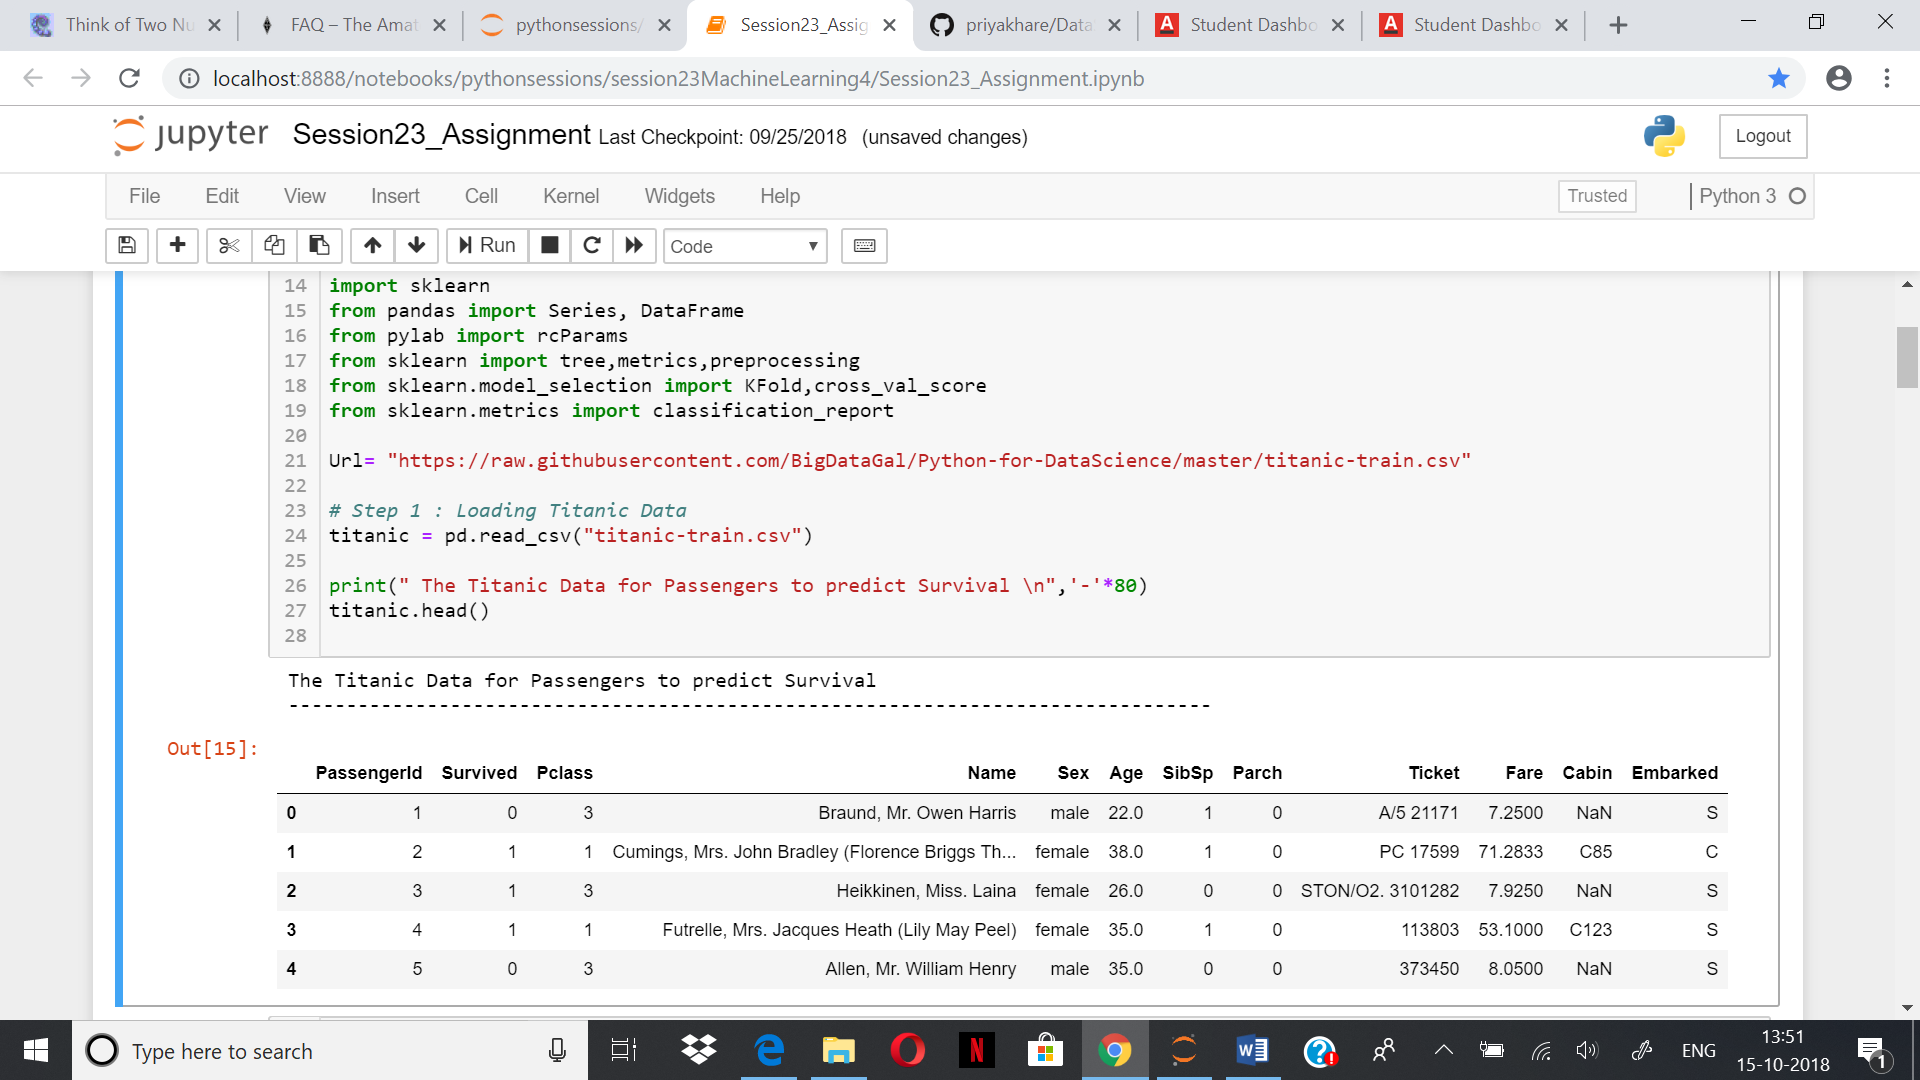 Think of Two Nu
FAQ – The Amat
pythonsessions/
Session23_Assig
priyakhare/Data
Student Dashbo
Student Dashbo
localhost:8888/notebooks/pythonsessions/session23MachineLearning4/Session23_Assignment.ipynb
jupyter Session23_Assignment Last Checkpoint: 09/25/2018 (unsaved changes)
Logout
File Edit View Insert Cell Kernel Widgets Help
Trusted
Python 3
Run
Code
14 import sklearn
15 from pandas import Series, DataFrame
16 from pylab import rcParams
17 from sklearn import tree,metrics,preprocessing
18 from sklearn.model_selection import KFold,cross_val_score
19 from sklearn.metrics import classification_report
20
21 Url= "https://raw.githubusercontent.com/BigDataGal/Python-for-DataScience/master/titanic-train.csv"
22
23 # Step 1 : Loading Titanic Data
24 titanic = pd.read_csv("titanic-train.csv")
25
26 print(" The Titanic Data for Passengers to predict Survival \n",'-'*80)
27 titanic.head()
28
The Titanic Data for Passengers to predict Survival
--------------------------------------------------------------------------------
Out[15]:
PassengerId Survived Pclass Name Sex Age SibSp Parch Ticket Fare Cabin Embarked
0 1 0 3 Braund, Mr. Owen Harris male 22.0 1 0 A/5 21171 7.2500 NaN S
1 2 1 1 Cumings, Mrs. John Bradley (Florence Briggs Th... female 38.0 1 0 PC 17599 71.2833 C85 C
2 3 1 3 Heikkinen, Miss. Laina female 26.0 0 0 STON/O2. 3101282 7.9250 NaN S
3 4 1 1 Futrelle, Mrs. Jacques Heath (Lily May Peel) female 35.0 1 0 113803 53.1000 C123 S
4 5 0 3 Allen, Mr. William Henry male 35.0 0 0 373450 8.0500 NaN S
Type here to search
ENG
13:51
15-10-2018
1